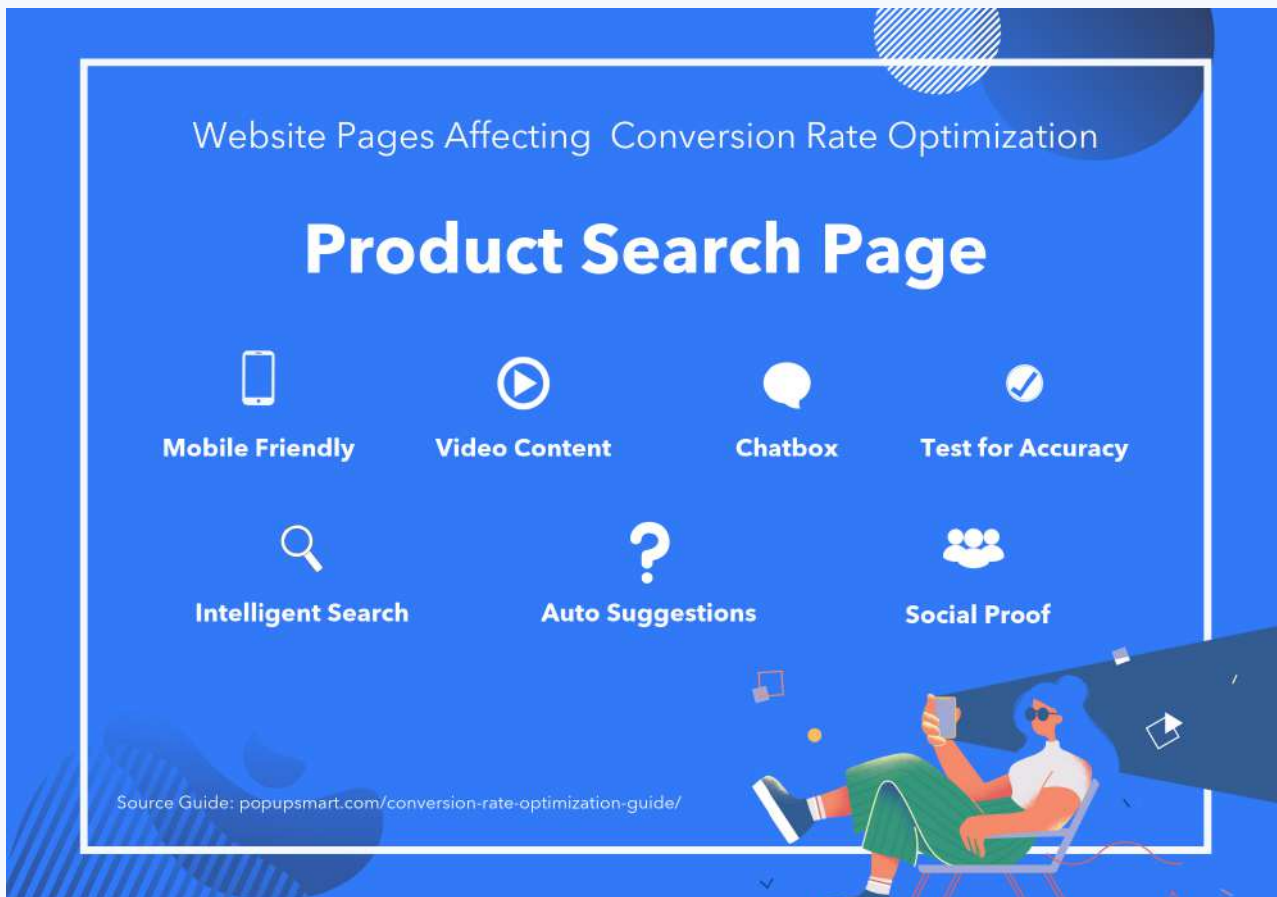 Website Pages Affecting Conversion Rate Optimization
Product Search Page
Mobile Friendly
Video Content
Chatbox
Test for Accuracy
Intelligent Search
Auto Suggestions
Social Proof
Source Guide: popupsmart.com/conversion-rate-optimization-guide/